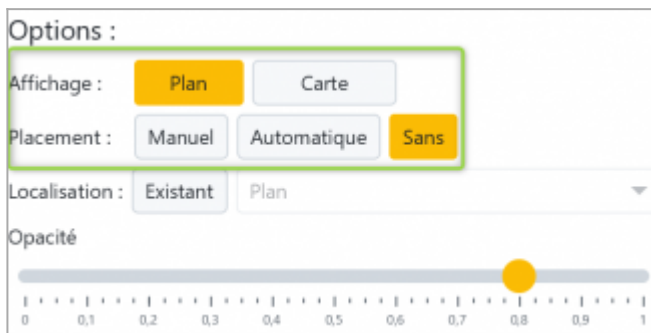 Options :
Affichage : Plan Carte
Placement : Manuel Automatique Sans
Localisation : Existant Plan
Opacité
0 0,1 0,2 0,3 0,4 0,5 0,6 0,7 0,8 0,9 1